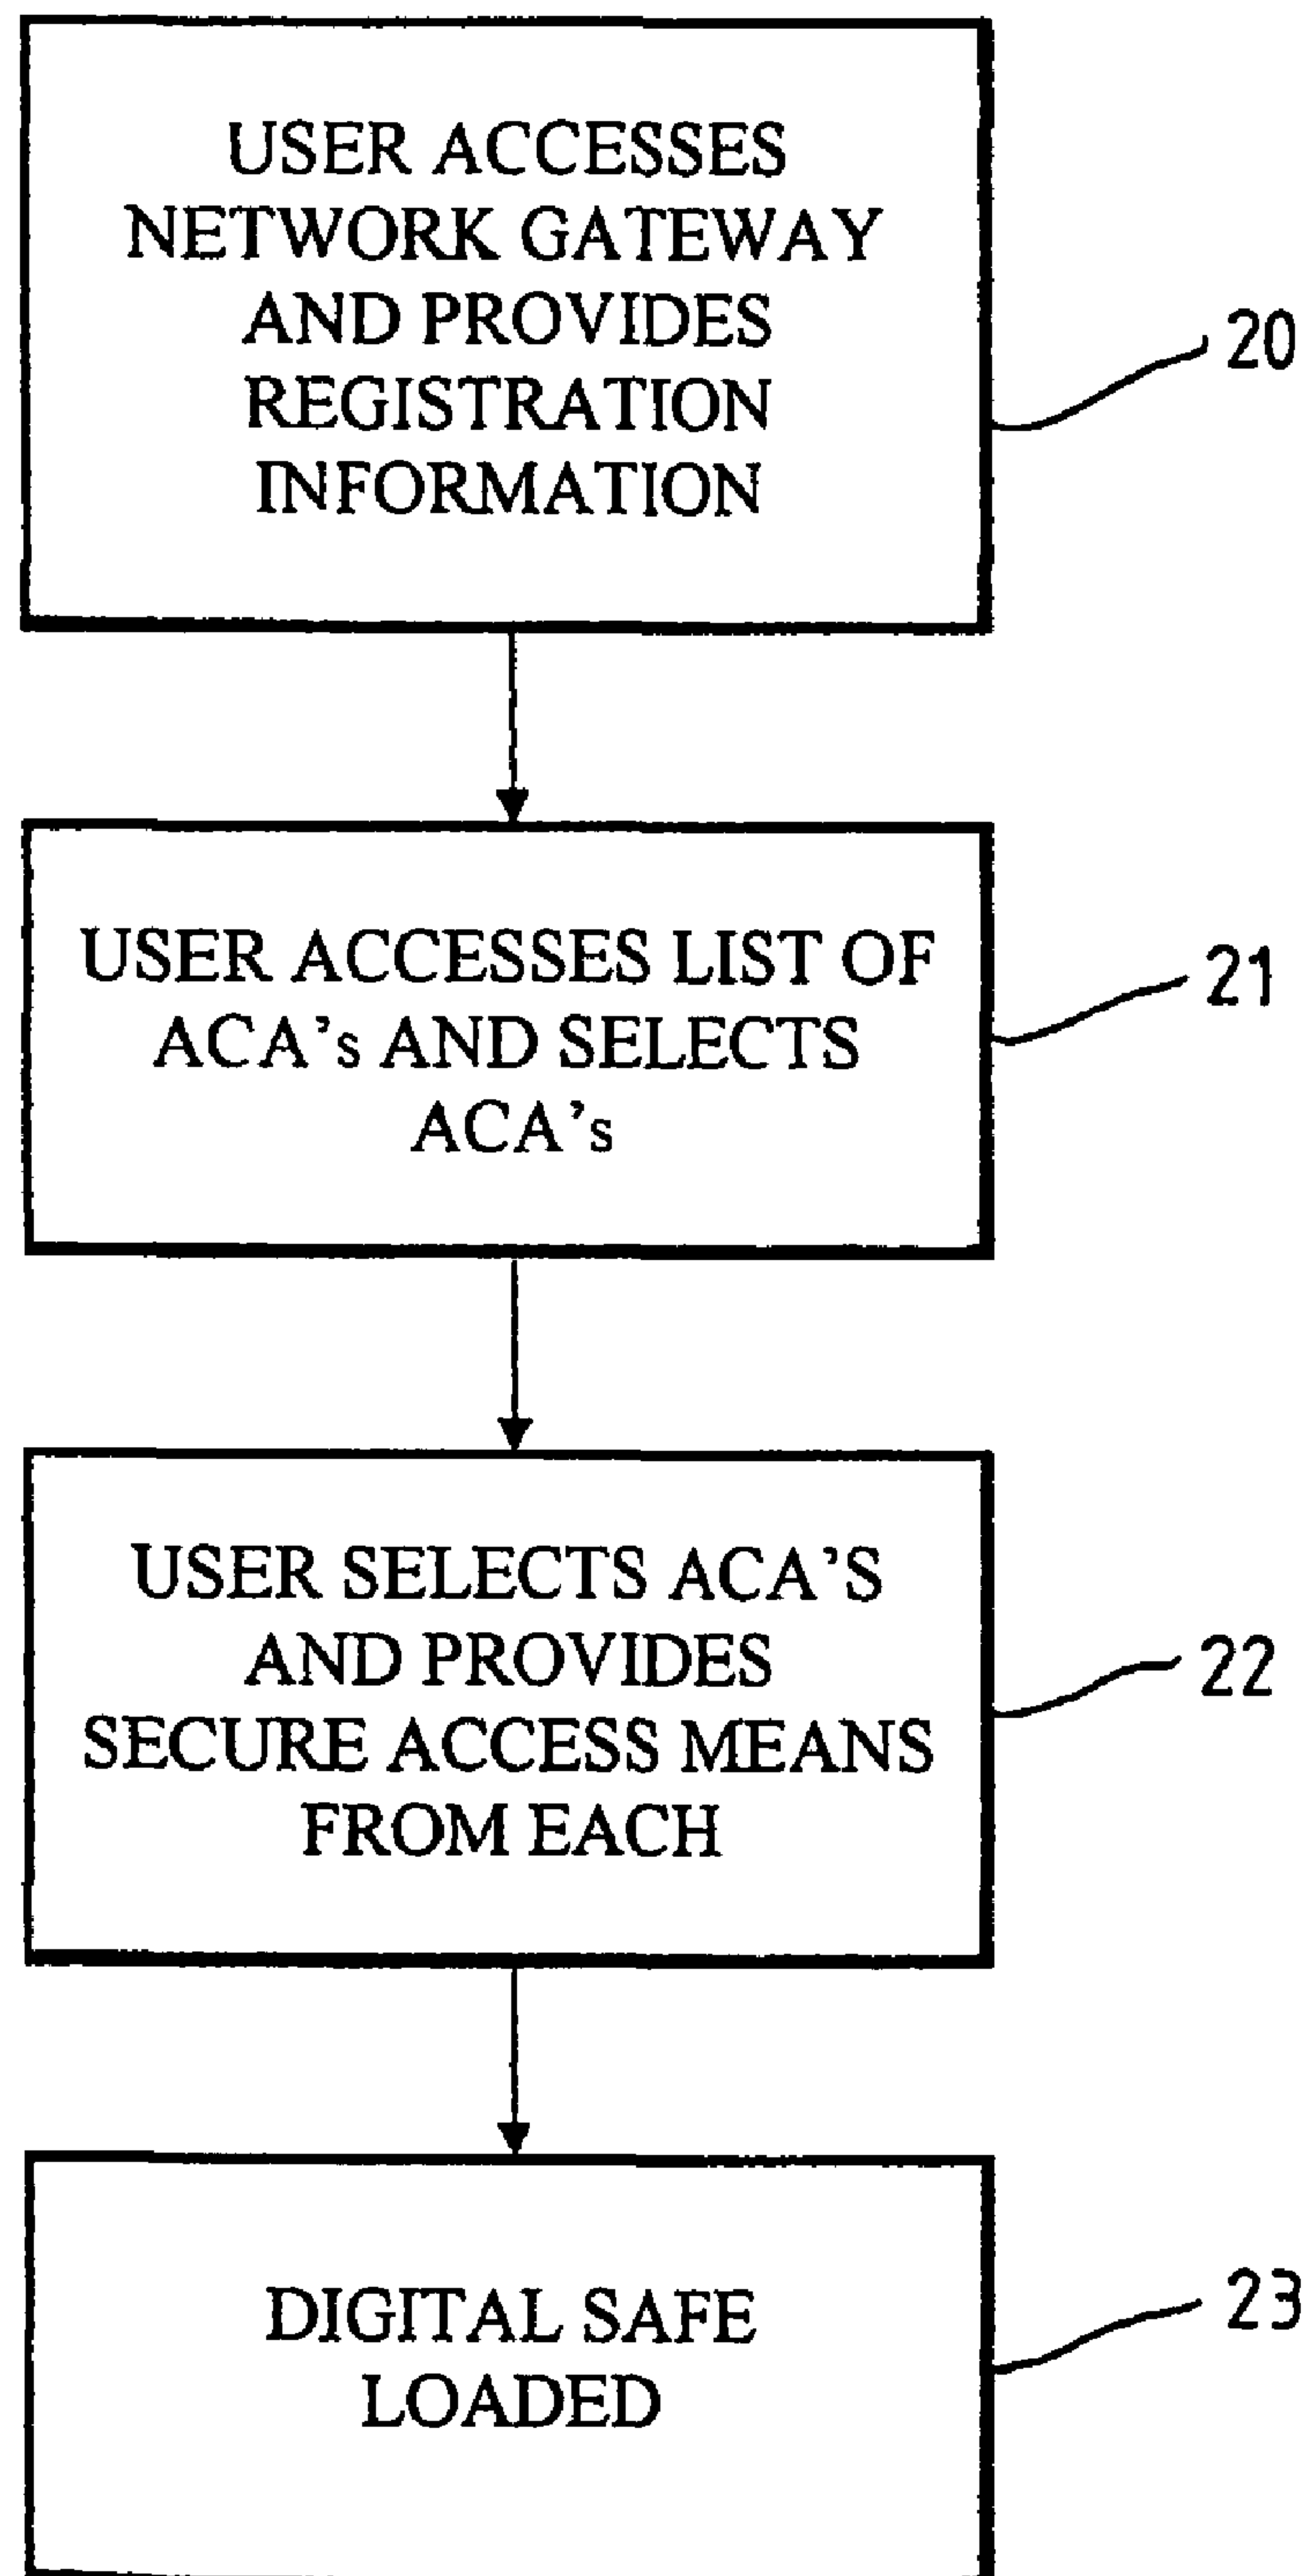 USER ACCESSES
NETWORK GATEWAY
AND PROVIDES
REGISTRATION
INFORMATION
20
USER ACCESSES LIST OF
ACA's AND SELECTS
ACA's
21
USER SELECTS ACA'S
AND PROVIDES
SECURE ACCESS MEANS
FROM EACH
22
DIGITAL SAFE
LOADED
23